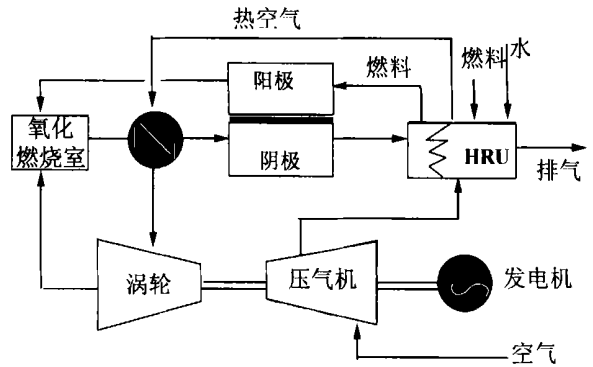 热空气
水
阳极
燃料
燃料
氧化
燃烧室
阴极
HRU
排气
涡轮
压气机
发电机
空气